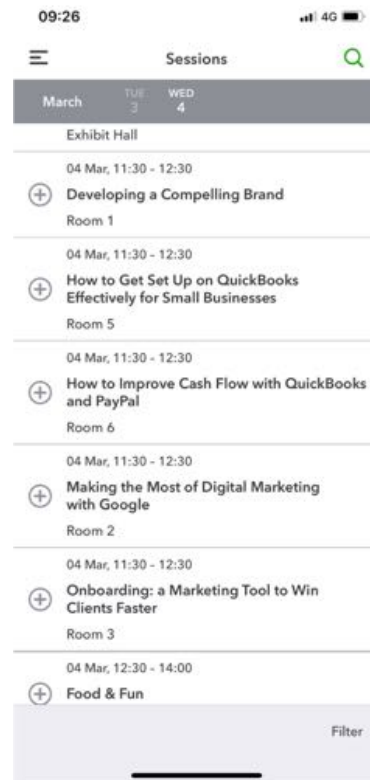 09:26
4G
Sessions
March
TUE
3
WED
4
Exhibit Hall
04 Mar, 11:30 - 12:30
Developing a Compelling Brand
Room 1
04 Mar, 11:30 - 12:30
How to Get Set Up on QuickBooks
Effectively for Small Businesses
Room 5
04 Mar, 11:30 - 12:30
How to Improve Cash Flow with QuickBooks
and PayPal
Room 6
04 Mar, 11:30 - 12:30
Making the Most of Digital Marketing
with Google
Room 2
04 Mar, 11:30 - 12:30
Onboarding: a Marketing Tool to Win
Clients Faster
Room 3
04 Mar, 12:30 - 14:00
Food & Fun
Filter